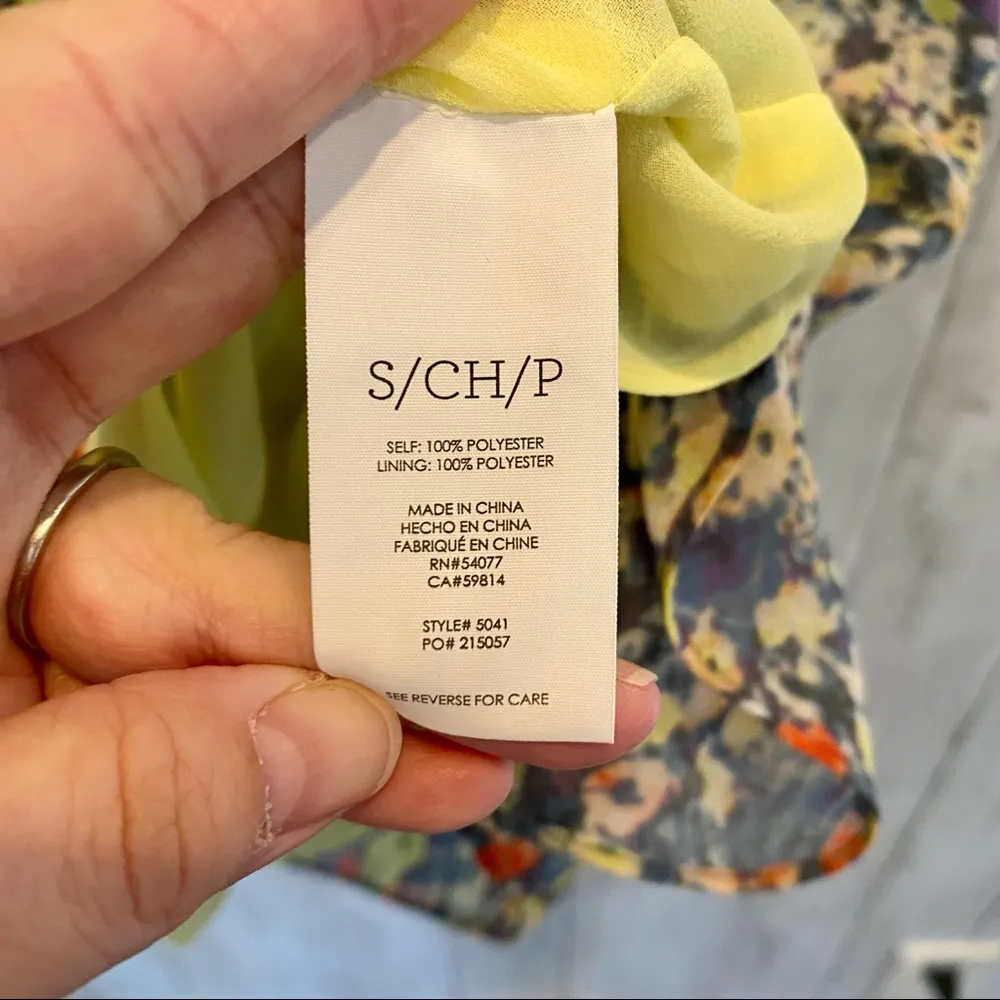 S/CH/P
SELF: 100% POLYESTER
LINING: 100% POLYESTER
MADE IN CHINA
HECHO EN CHINA
FABRIQUÉ EN CHINE
RN#54077
CA#59814
STYLE# 5041
PO# 215057
SEE REVERSE FOR CARE